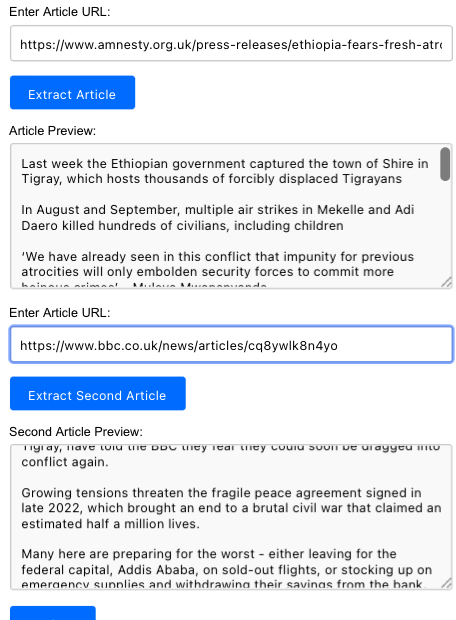 Enter Article URL:
https://www.amnesty.org.uk/press-releases/ethiopia-fears-fresh-atro
Extract Article
Article Preview:
Last week the Ethiopian government captured the town of Shire in
Tigray, which hosts thousands of forcibly displaced Tigrayans
In August and September, multiple air strikes in Mekelle and Adi
Daero killed hundreds of civilians, including children
‘We have already seen in this conflict that impunity for previous
atrocities will only embolden security forces to commit more
heinous crimes’ - Muleya Mwananyanda
Enter Article URL:
https://www.bbc.co.uk/news/articles/cq8ywlk8n4yo
Extract Second Article
Second Article Preview:
Tigray, have told the BBC they fear they could soon be dragged into
conflict again.
Growing tensions threaten the fragile peace agreement signed in
late 2022, which brought an end to a brutal civil war that claimed an
estimated half a million lives.
Many here are preparing for the worst - either leaving for the
federal capital, Addis Ababa, on sold-out flights, or stocking up on
emergency supplies and withdrawing their savings from the bank.